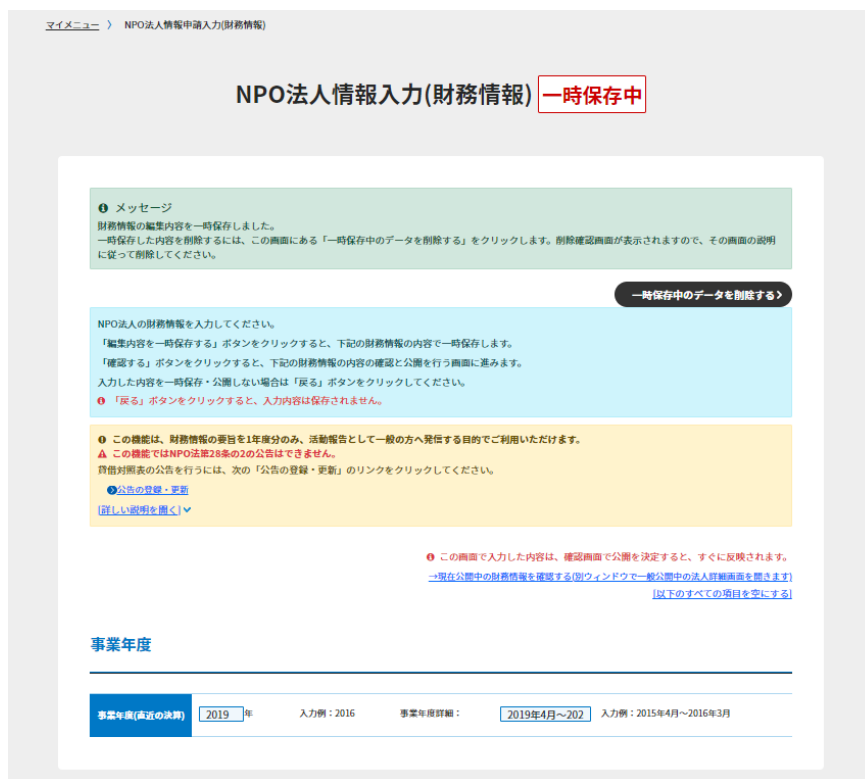 マイメニュー 〉 NPO法人情報申請入力(財務情報)
NPO法人情報入力(財務情報) 一時保存中
メッセージ
財務情報の編集内容を一時保存しました。
一時保存した内容を削除するには、この画面にある「一時保存中のデータを削除する」をクリックします。削除確認画面が表示されますので、その画面の説明
に従って削除してください。
一時保存中のデータを削除する
NPO法人の財務情報を入力してください。
「編集内容を一時保存する」ボタンをクリックすると、下記の財務情報の内容で一時保存します。
「確認する」ボタンをクリックすると、下記の財務情報の内容の確認と公開を行う画面に進みます。
入力した内容を一時保存・公開しない場合は「戻る」ボタンをクリックしてください。
「戻る」ボタンをクリックすると、入力内容は保存されません。
この機能は、財務情報の要旨を1年度分のみ、活動報告として一般の方へ発信する目的でご利用いただけます。
この機能ではNPO法第28条の2の公告はできません。
貸借対照表の公告を行うには、次の「公告の登録・更新」のリンクをクリックしてください。
公告の登録・更新
[詳しい説明を開く]
この画面で入力した内容は、確認画面で公開を決定すると、すぐに反映されます。
→現在公開中の財務情報を確認する(別ウィンドウで一般公開中の法人詳細画面を開きます)
[以下のすべての項目を空にする]
事業年度
事業年度(直近の決算) 2019 年 入力例：2016 事業年度詳細： 2019年4月～202 入力例：2015年4月～2016年3月